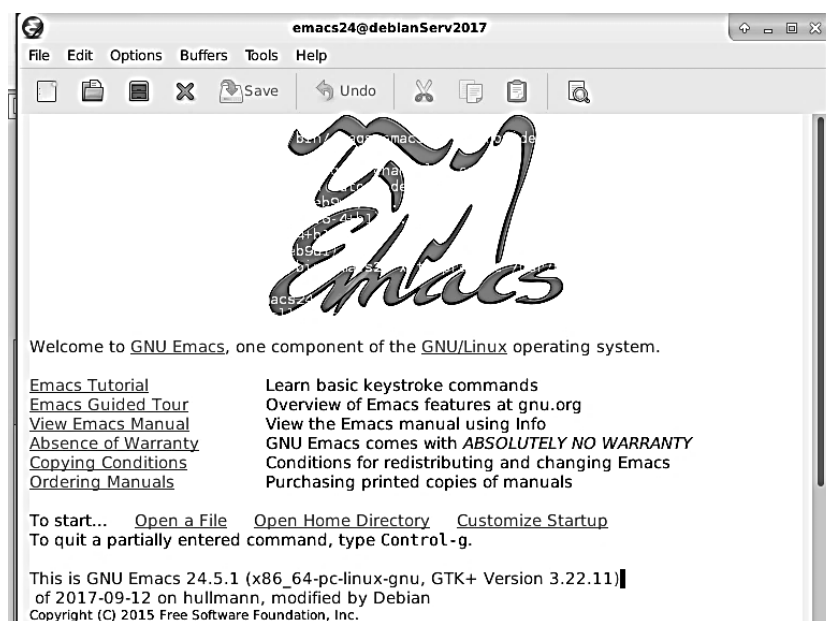 emacs24@debianServ2017
File Edit Options Buffers Tools Help
Save Undo
Emacs
Welcome to GNU Emacs, one component of the GNU/Linux operating system.
Emacs Tutorial Learn basic keystroke commands
Emacs Guided Tour Overview of Emacs features at gnu.org
View Emacs Manual View the Emacs manual using Info
Absence of Warranty GNU Emacs comes with ABSOLUTELY NO WARRANTY
Copying Conditions Conditions for redistributing and changing Emacs
Ordering Manuals Purchasing printed copies of manuals
To start... Open a File Open Home Directory Customize Startup
To quit a partially entered command, type Control-g.
This is GNU Emacs 24.5.1 (x86_64-pc-linux-gnu, GTK+ Version 3.22.11)
of 2017-09-12 on hullmann, modified by Debian
Copyright (C) 2015 Free Software Foundation, Inc.